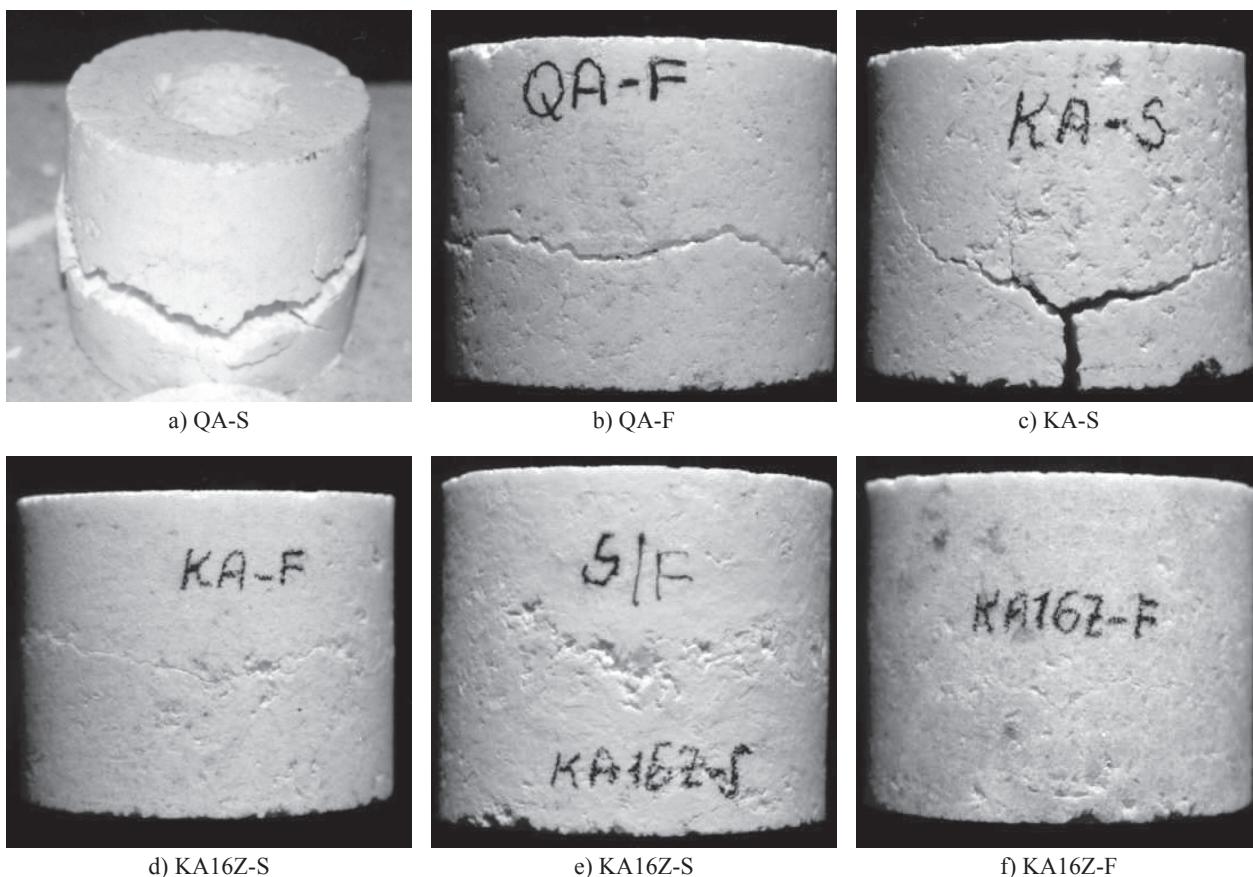 QA-F
KA-S
a) QA-S
b) QA-F
c) KA-S
KA-F
S/F
KA16Z-S
KA16Z-F
d) KA16Z-S
e) KA16Z-S
f) KA16Z-F